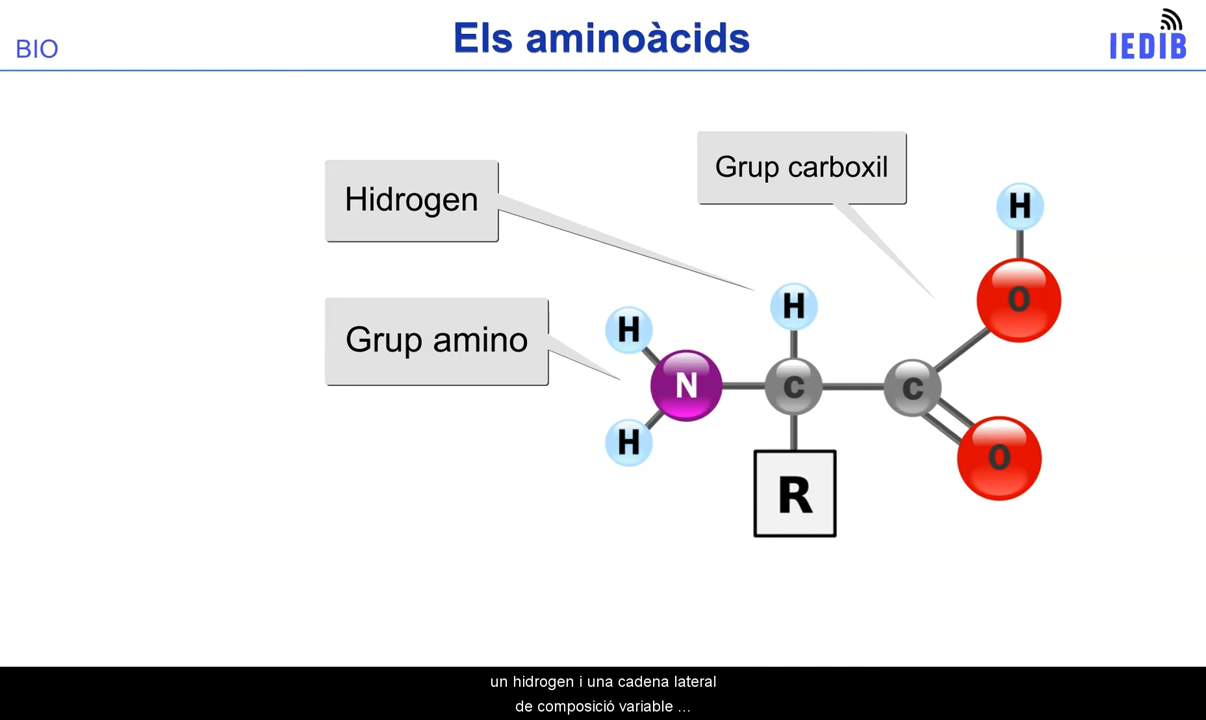 BIO
Els aminoàcids
IEDIB
Hidrogen
Grup carboxil
Grup amino
H
H
H
O
N
C
C
H
O
R
un hidrogen i una cadena lateral
de composició variable ...